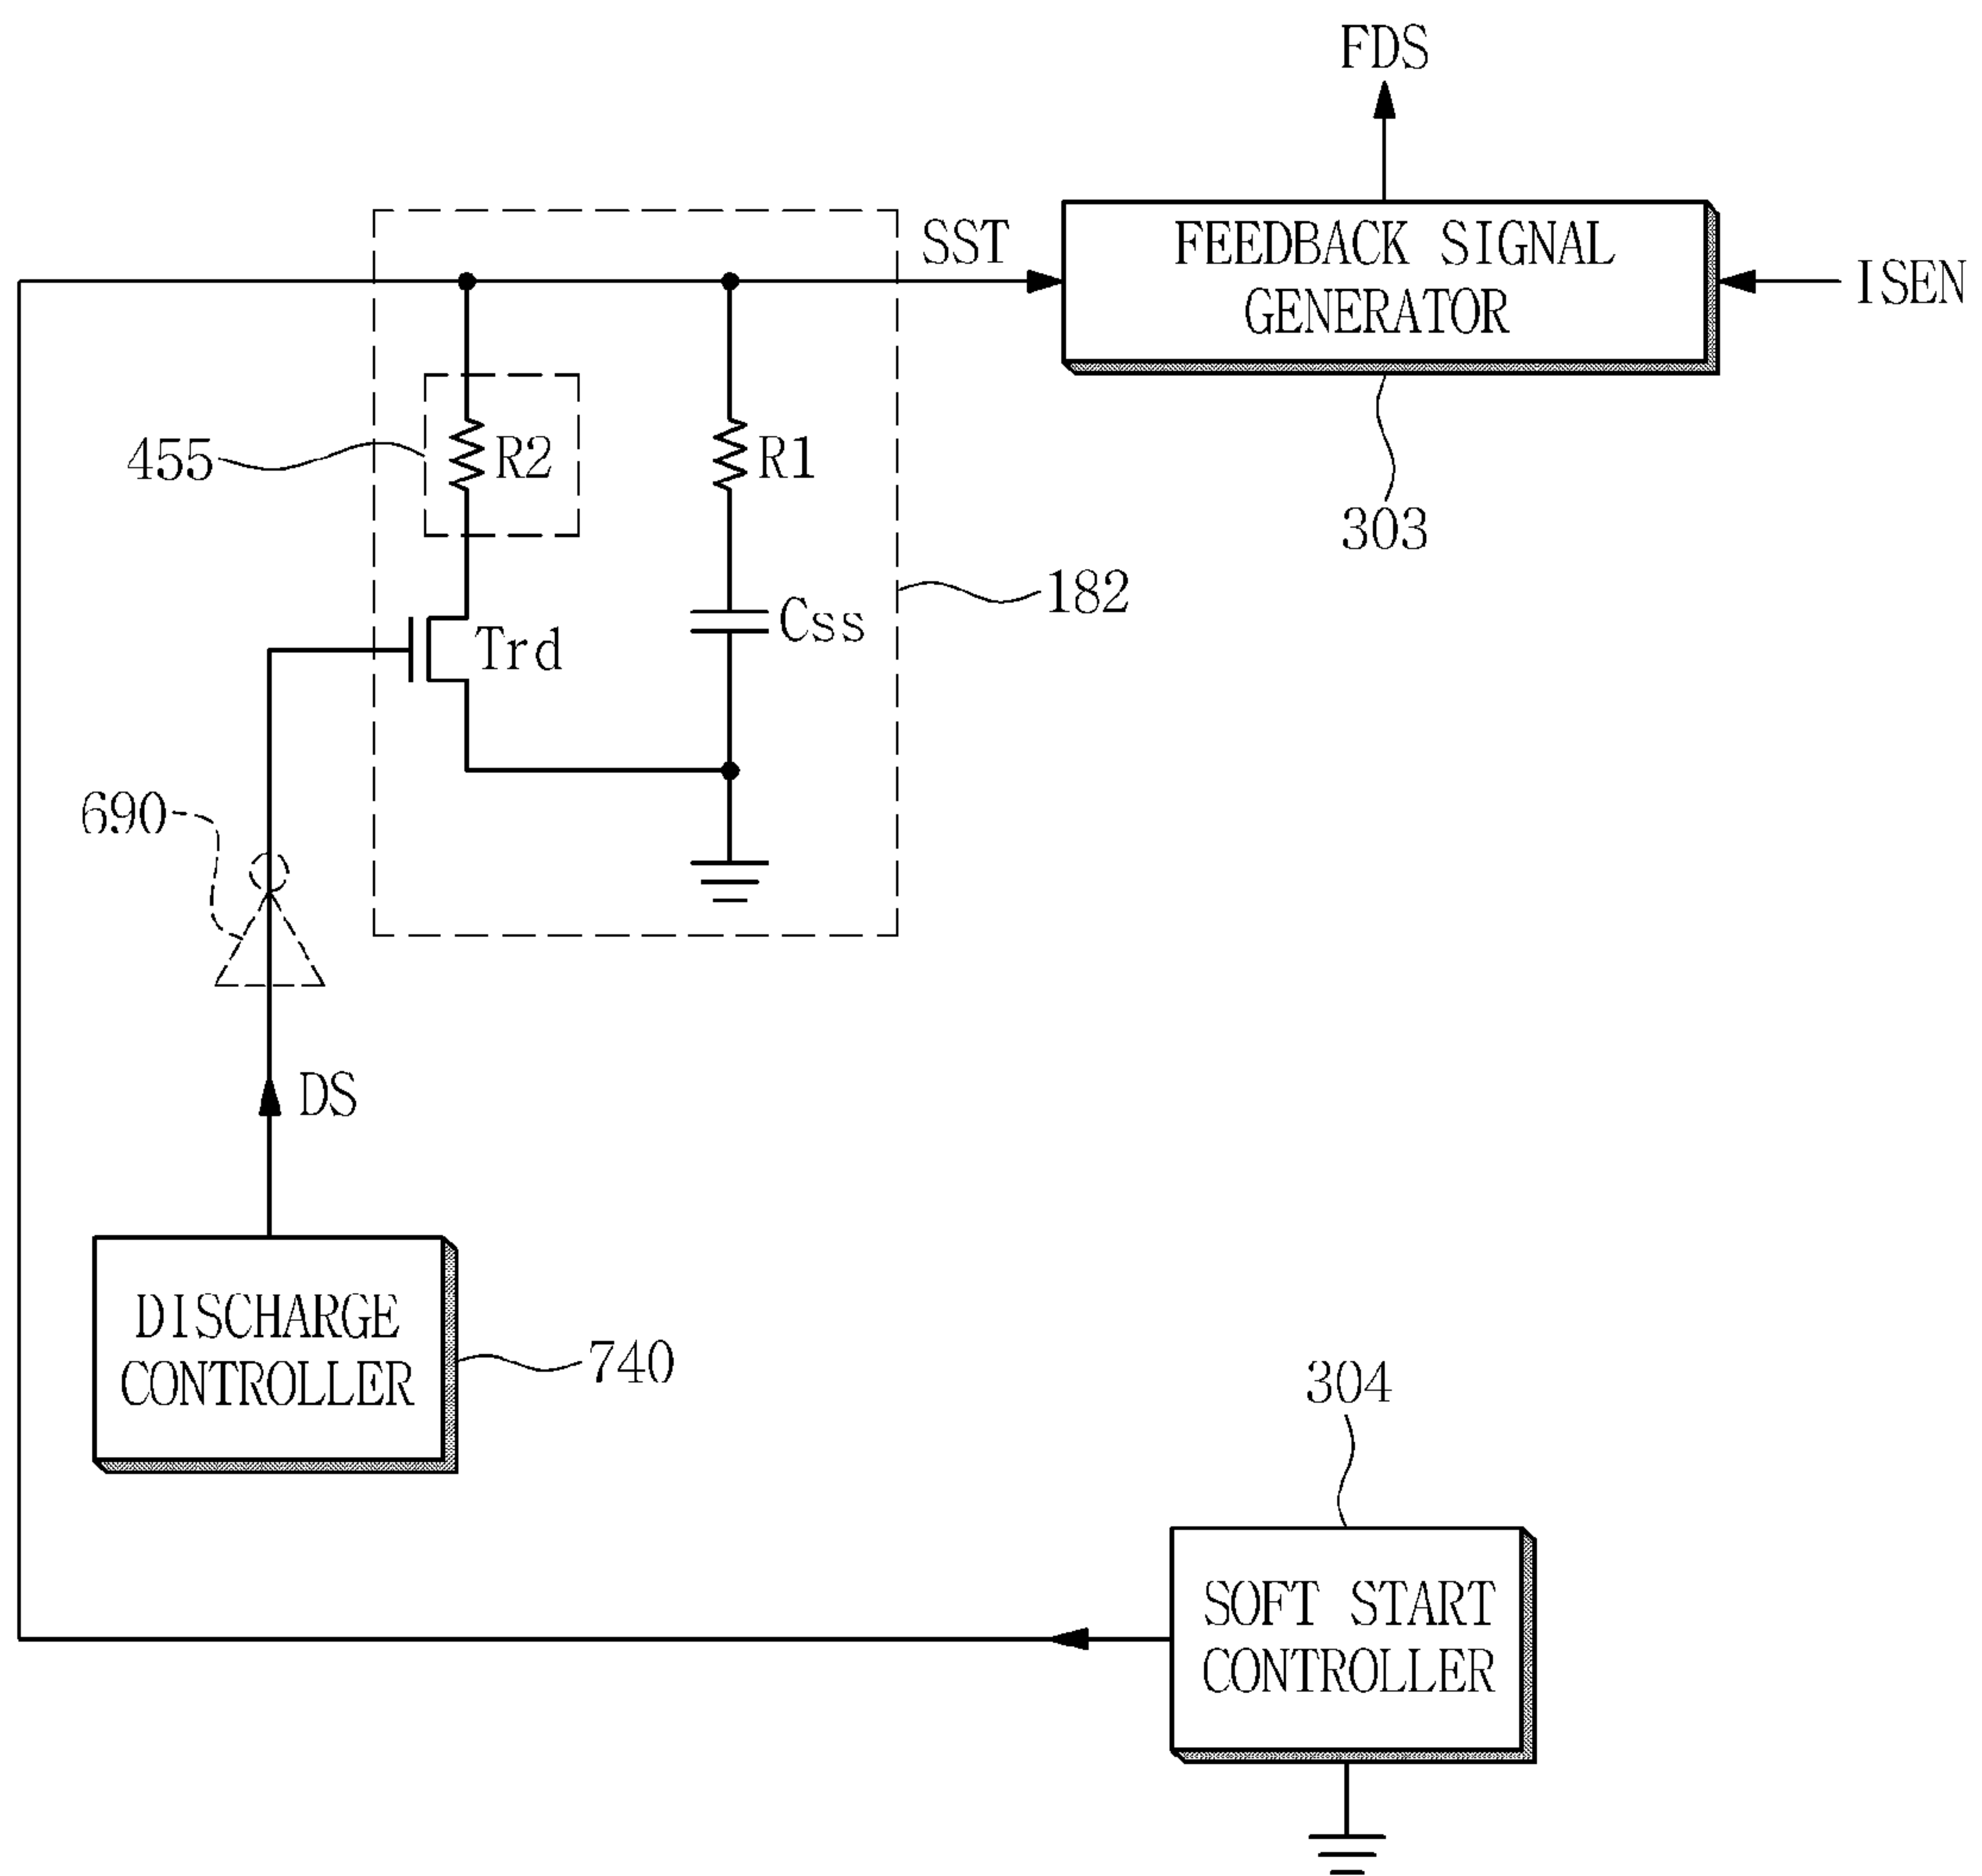 FDS
SST
FEEDBACK SIGNAL
GENERATOR
ISEN
455
R2
R1
303
182
Trd
Css
690
DS
DISCHARGE
CONTROLLER
740
304
SOFT START
CONTROLLER